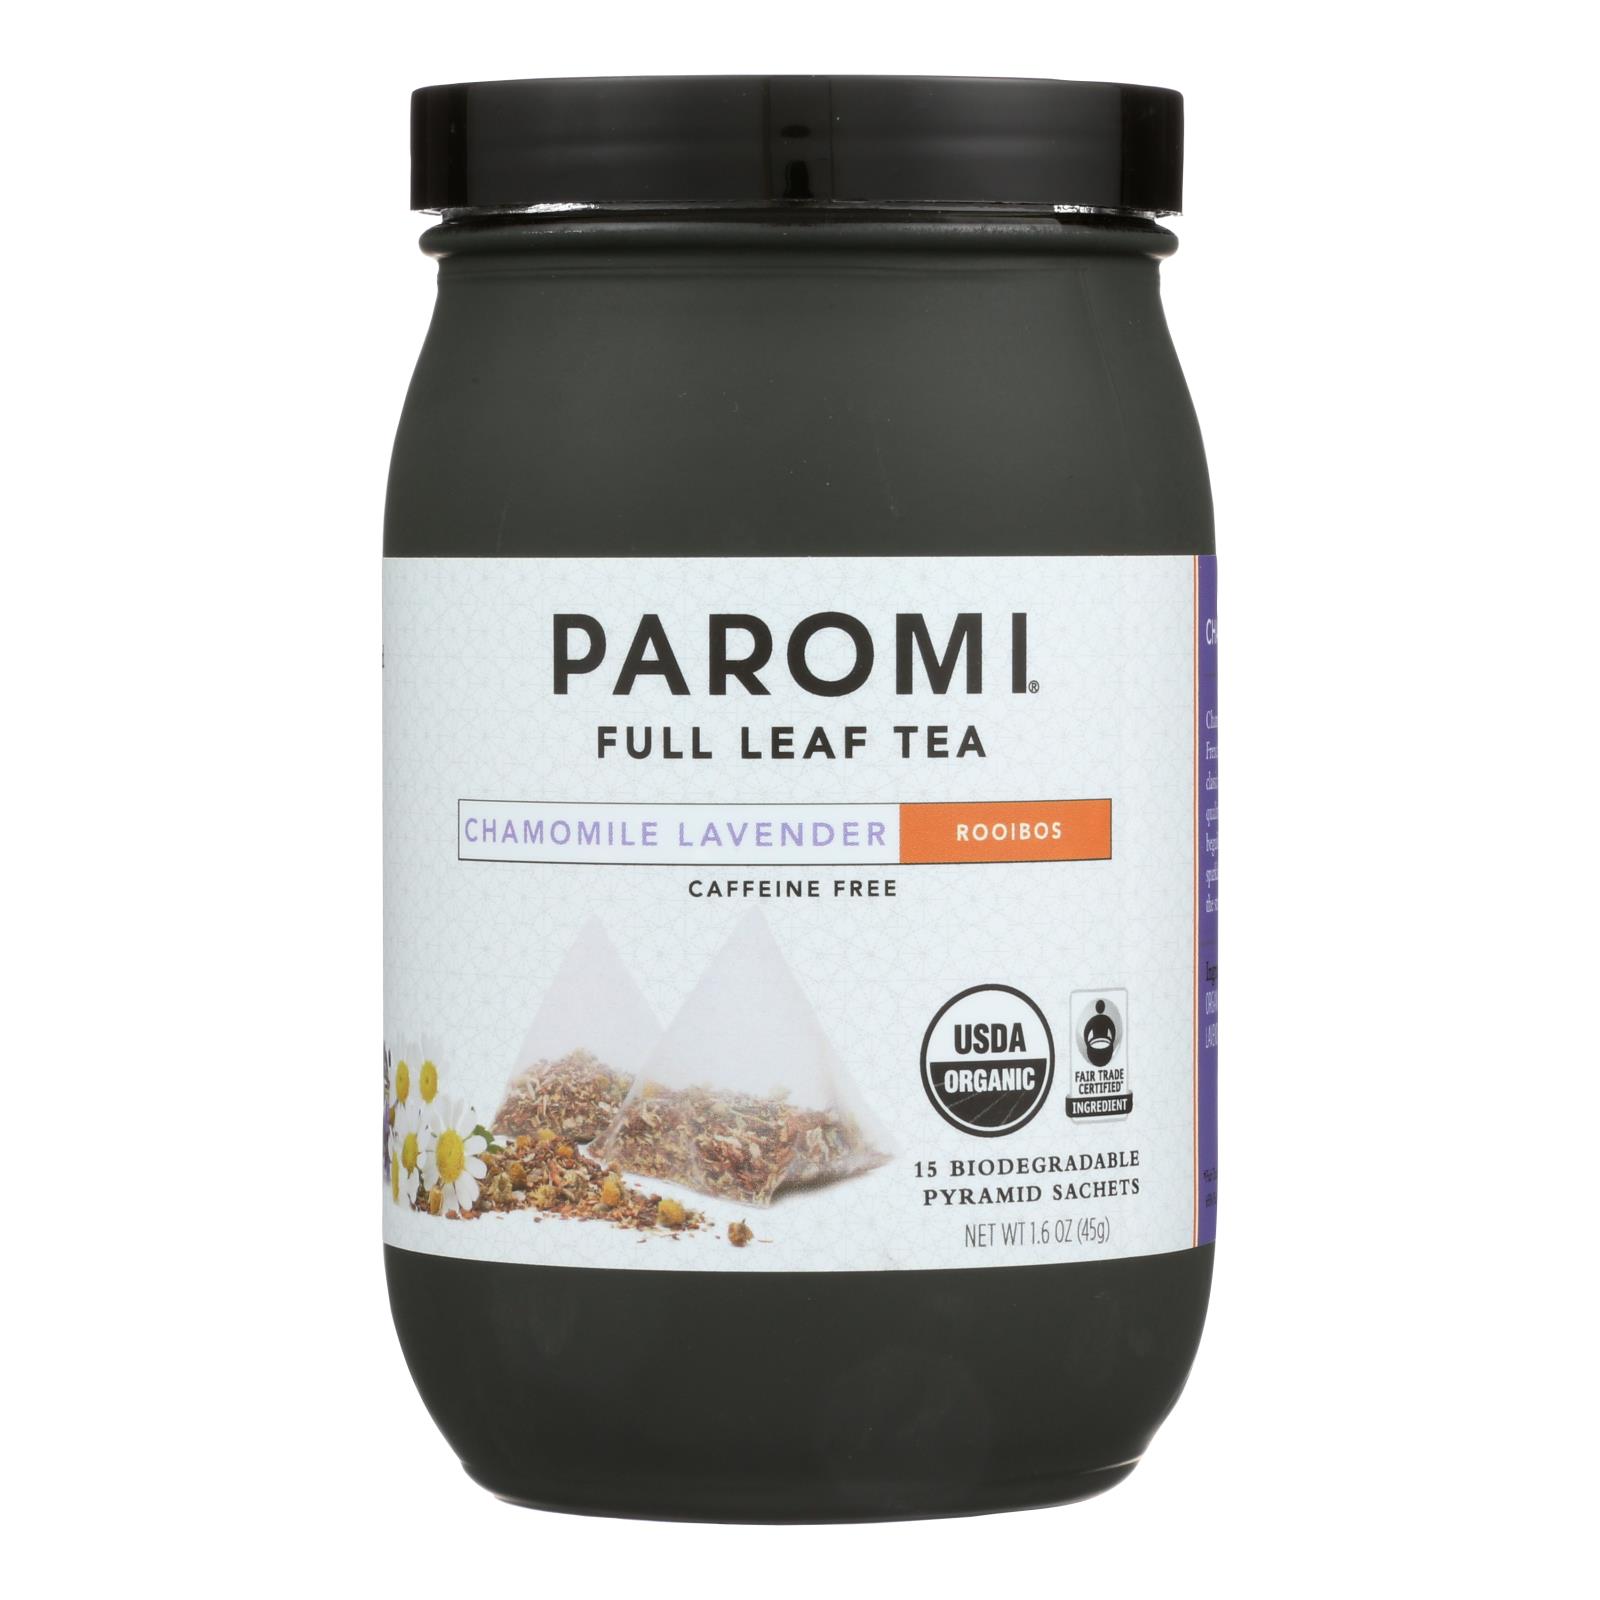 PAROMI®
FULL LEAF TEA
CHAMOMILE LAVENDER
ROOIBOS
CAFFEINE FREE
USDA
ORGANIC
FAIR TRADE
CERTIFIED
INGREDIENT
15 BIODEGRADABLE
PYRAMID SACHETS
NET WT 1.6 OZ (45g)